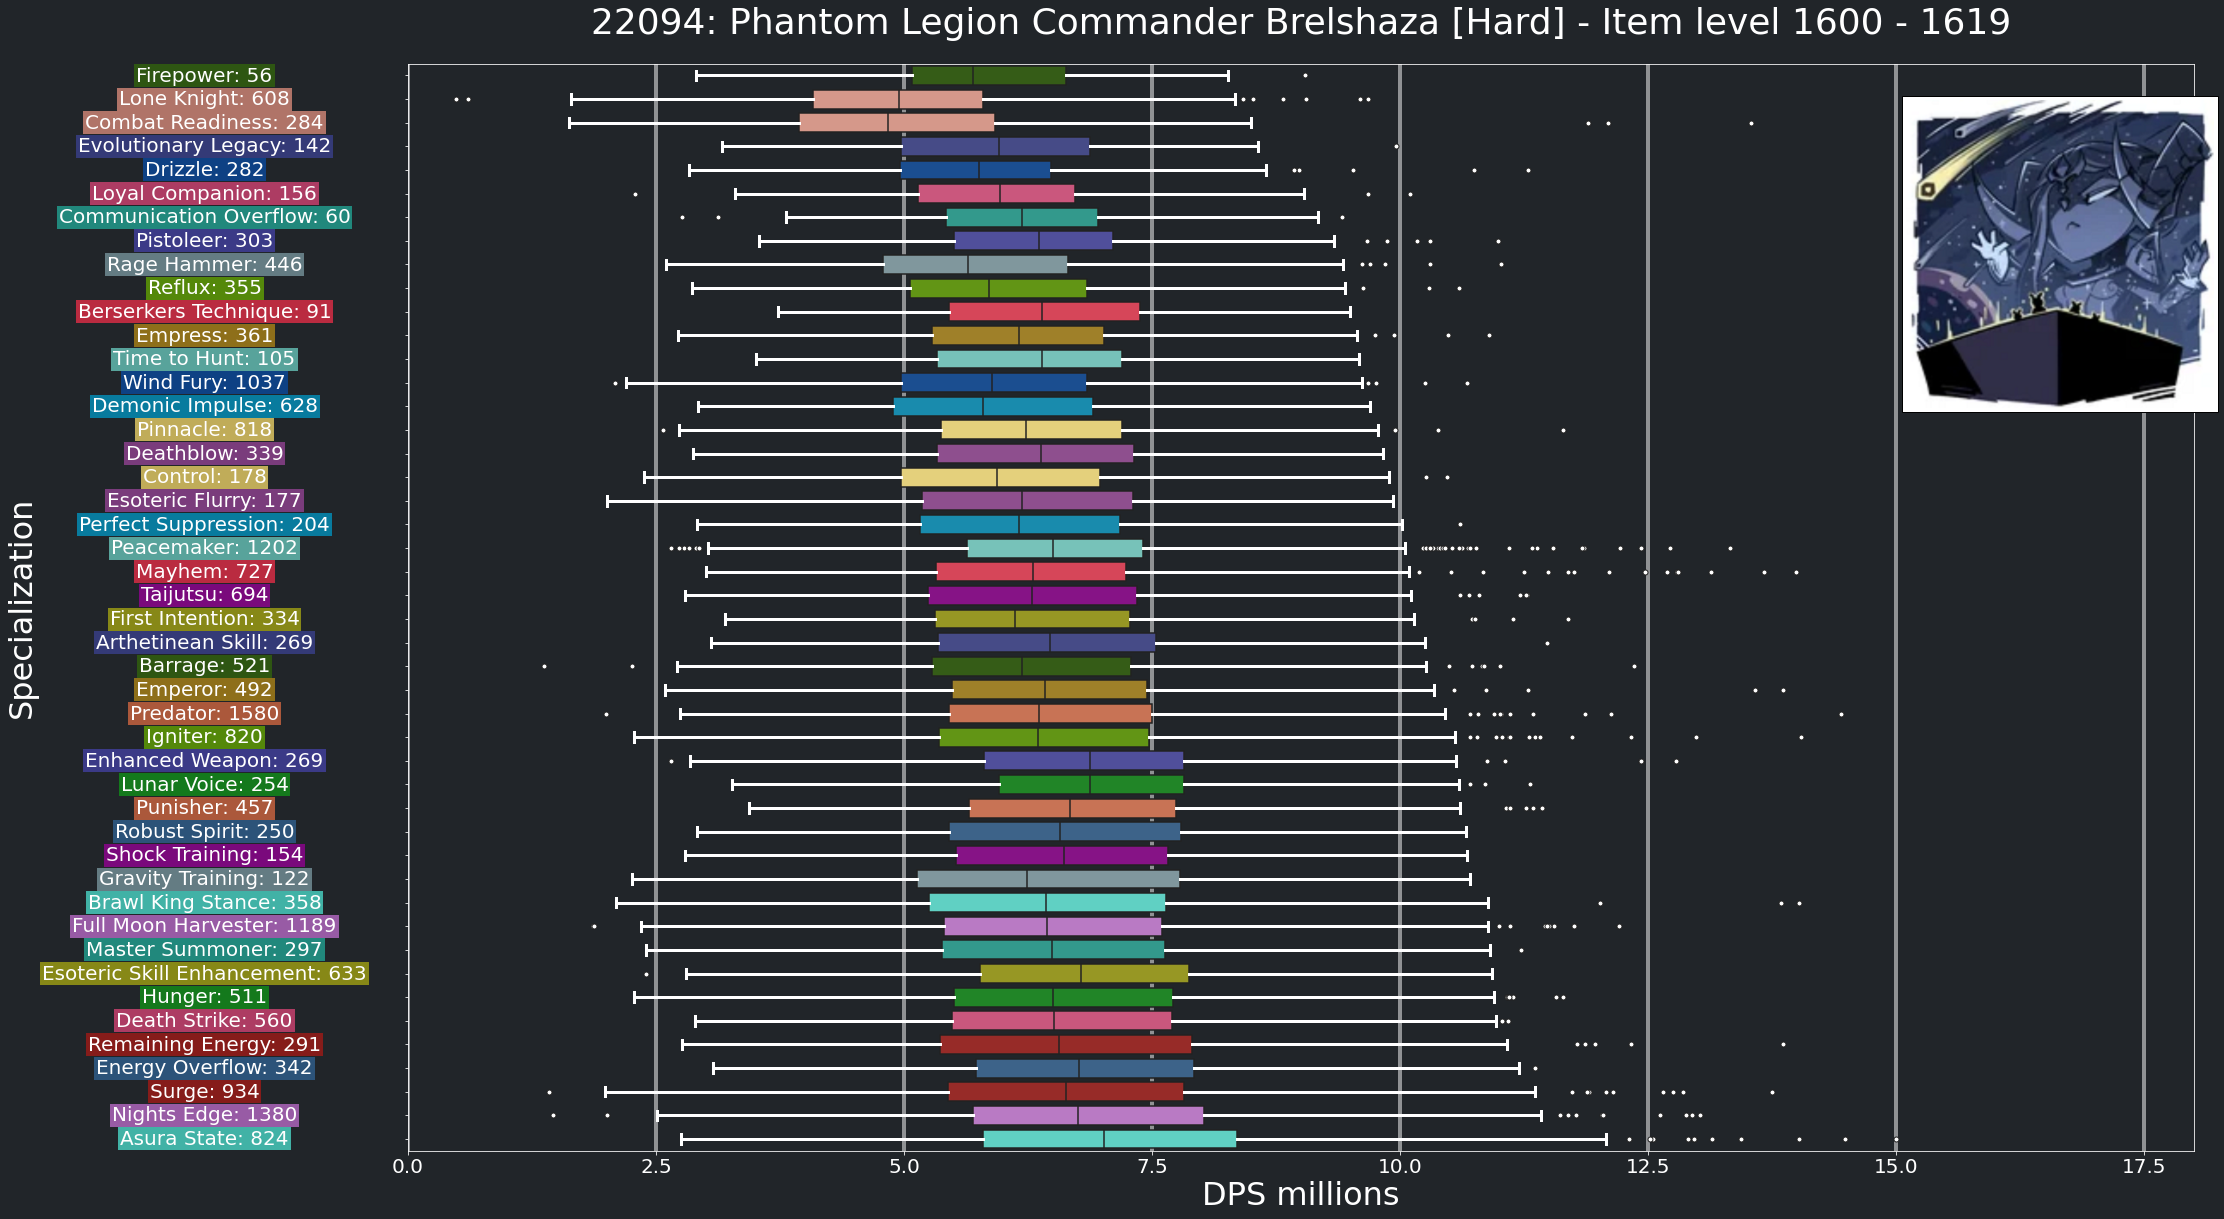 22094: Phantom Legion Commander Brelshaza [Hard] - Item level 1600 - 1619
Specialization
Firepower: 56
Lone Knight: 608
Combat Readiness: 284
Evolutionary Legacy: 142
Drizzle: 282
Loyal Companion: 156
Communication Overflow: 60
Pistoleer: 303
Rage Hammer: 446
Reflux: 355
Berserkers Technique: 91
Empress: 361
Time to Hunt: 105
Wind Fury: 1037
Demonic Impulse: 628
Pinnacle: 818
Deathblow: 339
Control: 178
Esoteric Flurry: 177
Perfect Suppression: 204
Peacemaker: 1202
Mayhem: 727
Taijutsu: 694
First Intention: 334
Arthetinean Skill: 269
Barrage: 521
Emperor: 492
Predator: 1580
Igniter: 820
Enhanced Weapon: 269
Lunar Voice: 254
Punisher: 457
Robust Spirit: 250
Shock Training: 154
Gravity Training: 122
Brawl King Stance: 358
Full Moon Harvester: 1189
Master Summoner: 297
Esoteric Skill Enhancement: 633
Hunger: 511
Death Strike: 560
Remaining Energy: 291
Energy Overflow: 342
Surge: 934
Nights Edge: 1380
Asura State: 824
0.0 2.5 5.0 7.5 10.0 12.5 15.0 17.5
DPS millions